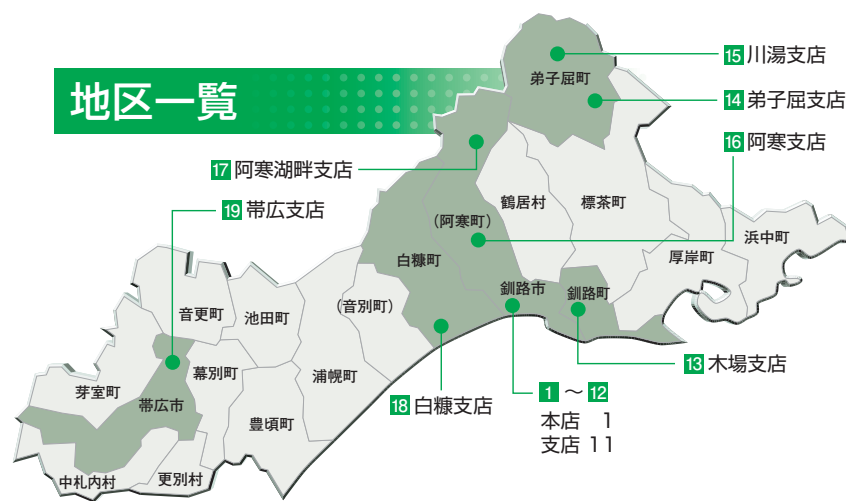 地区一覧
15 川湯支店
14 弟子屈支店
16 阿寒支店
17 阿寒湖畔支店
19 帯広支店
13 木場支店
18 白糠支店
1 ～ 12
本店 1
支店 11
弟子屈町
鶴居村
標茶町
浜中町
厚岸町
(阿寒町)
白糠町
釧路市
釧路町
(音別町)
音更町
池田町
浦幌町
幕別町
芽室町
帯広市
豊頃町
中札内村
更別村